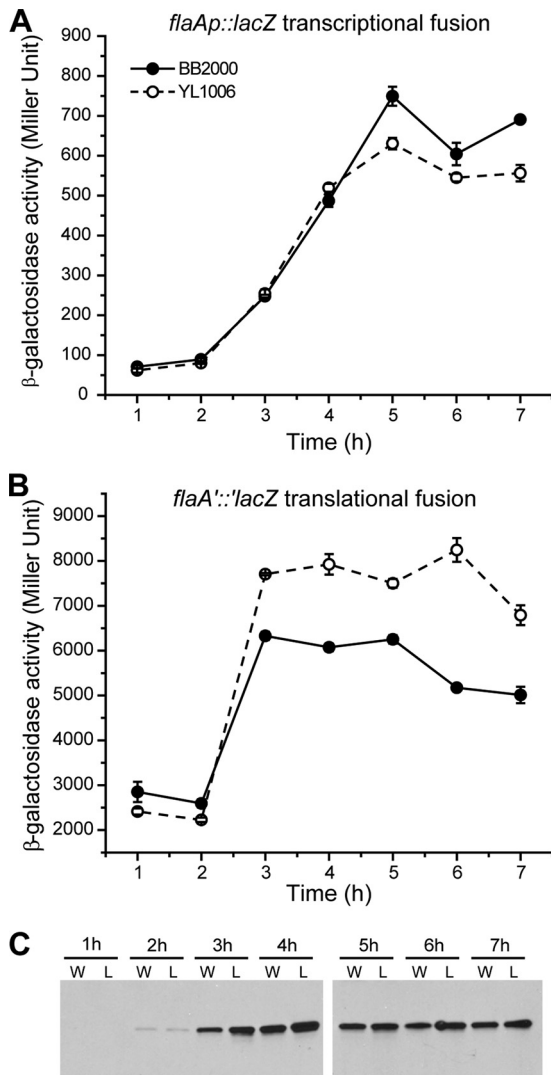 A
flaAp::lacZ transcriptional fusion
β-galactosidase activity (Miller Unit)
900
800
700
600
500
400
300
200
100
0
BB2000
YL1006
1 2 3 4 5 6 7
Time (h)
B
flaA'::'lacZ translational fusion
β-galactosidase activity (Miller Unit)
9000
8000
7000
6000
5000
4000
3000
2000
1 2 3 4 5 6 7
Time (h)
C
1h 2h 3h 4h 5h 6h 7h
W L W L W L W L W L W L W L